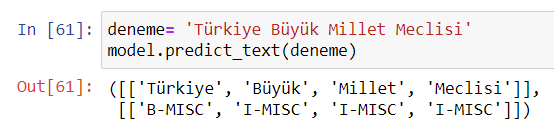 In [61]: deneme= 'Türkiye Büyük Millet Meclisi'
model.predict_text(deneme)
Out[61]: ([['Türkiye', 'Büyük', 'Millet', 'Meclisi']],
[['B-MISC', 'I-MISC', 'I-MISC', 'I-MISC']])